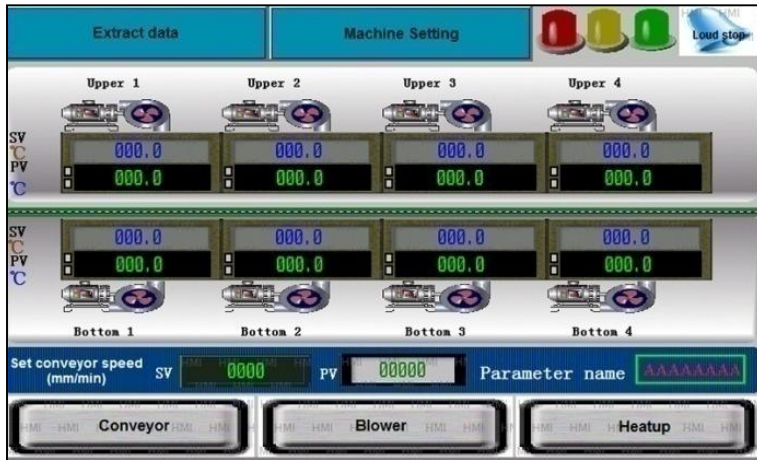 Extract data
Machine Setting
HMI HMI
Loud stop
Upper 1 Upper 2 Upper 3 Upper 4
SV
℃
000.0 000.0 000.0 000.0
PV
℃
000.0 000.0 000.0 000.0
SV
℃
000.0 000.0 000.0 000.0
PV
℃
000.0 000.0 000.0 000.0
Bottom 1 Bottom 2 Bottom 3 Bottom 4
Set conveyor speed
(mm/min)
SV 0000 PV 00000 Parameter name AAAAAAAA
Conveyor Blower Heatup